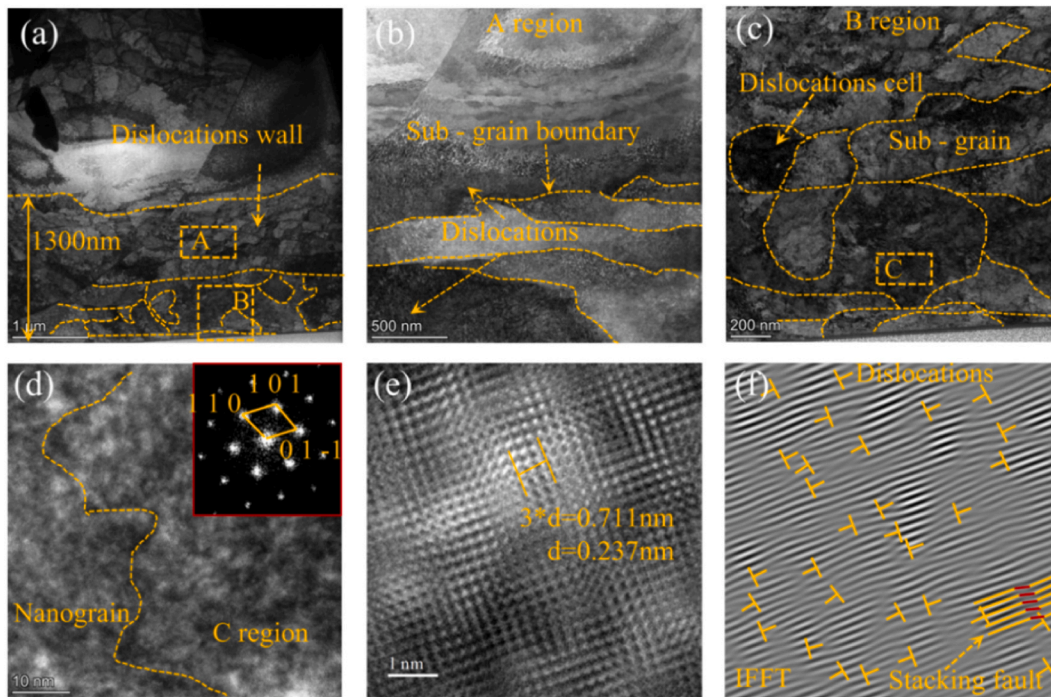 (a)
Dislocations wall
1300nm
A
B
1 μm
(b)
A region
Sub - grain boundary
Dislocations
500 nm
(c)
B region
Dislocations cell
Sub - grain
C
200 nm
(d)
1 0 1
1 1 0
0 1 -1
Nanograin
C region
10 nm
(e)
3*d=0.711nm
d=0.237nm
1 nm
(f)
Dislocations
IFFT
Stacking fault